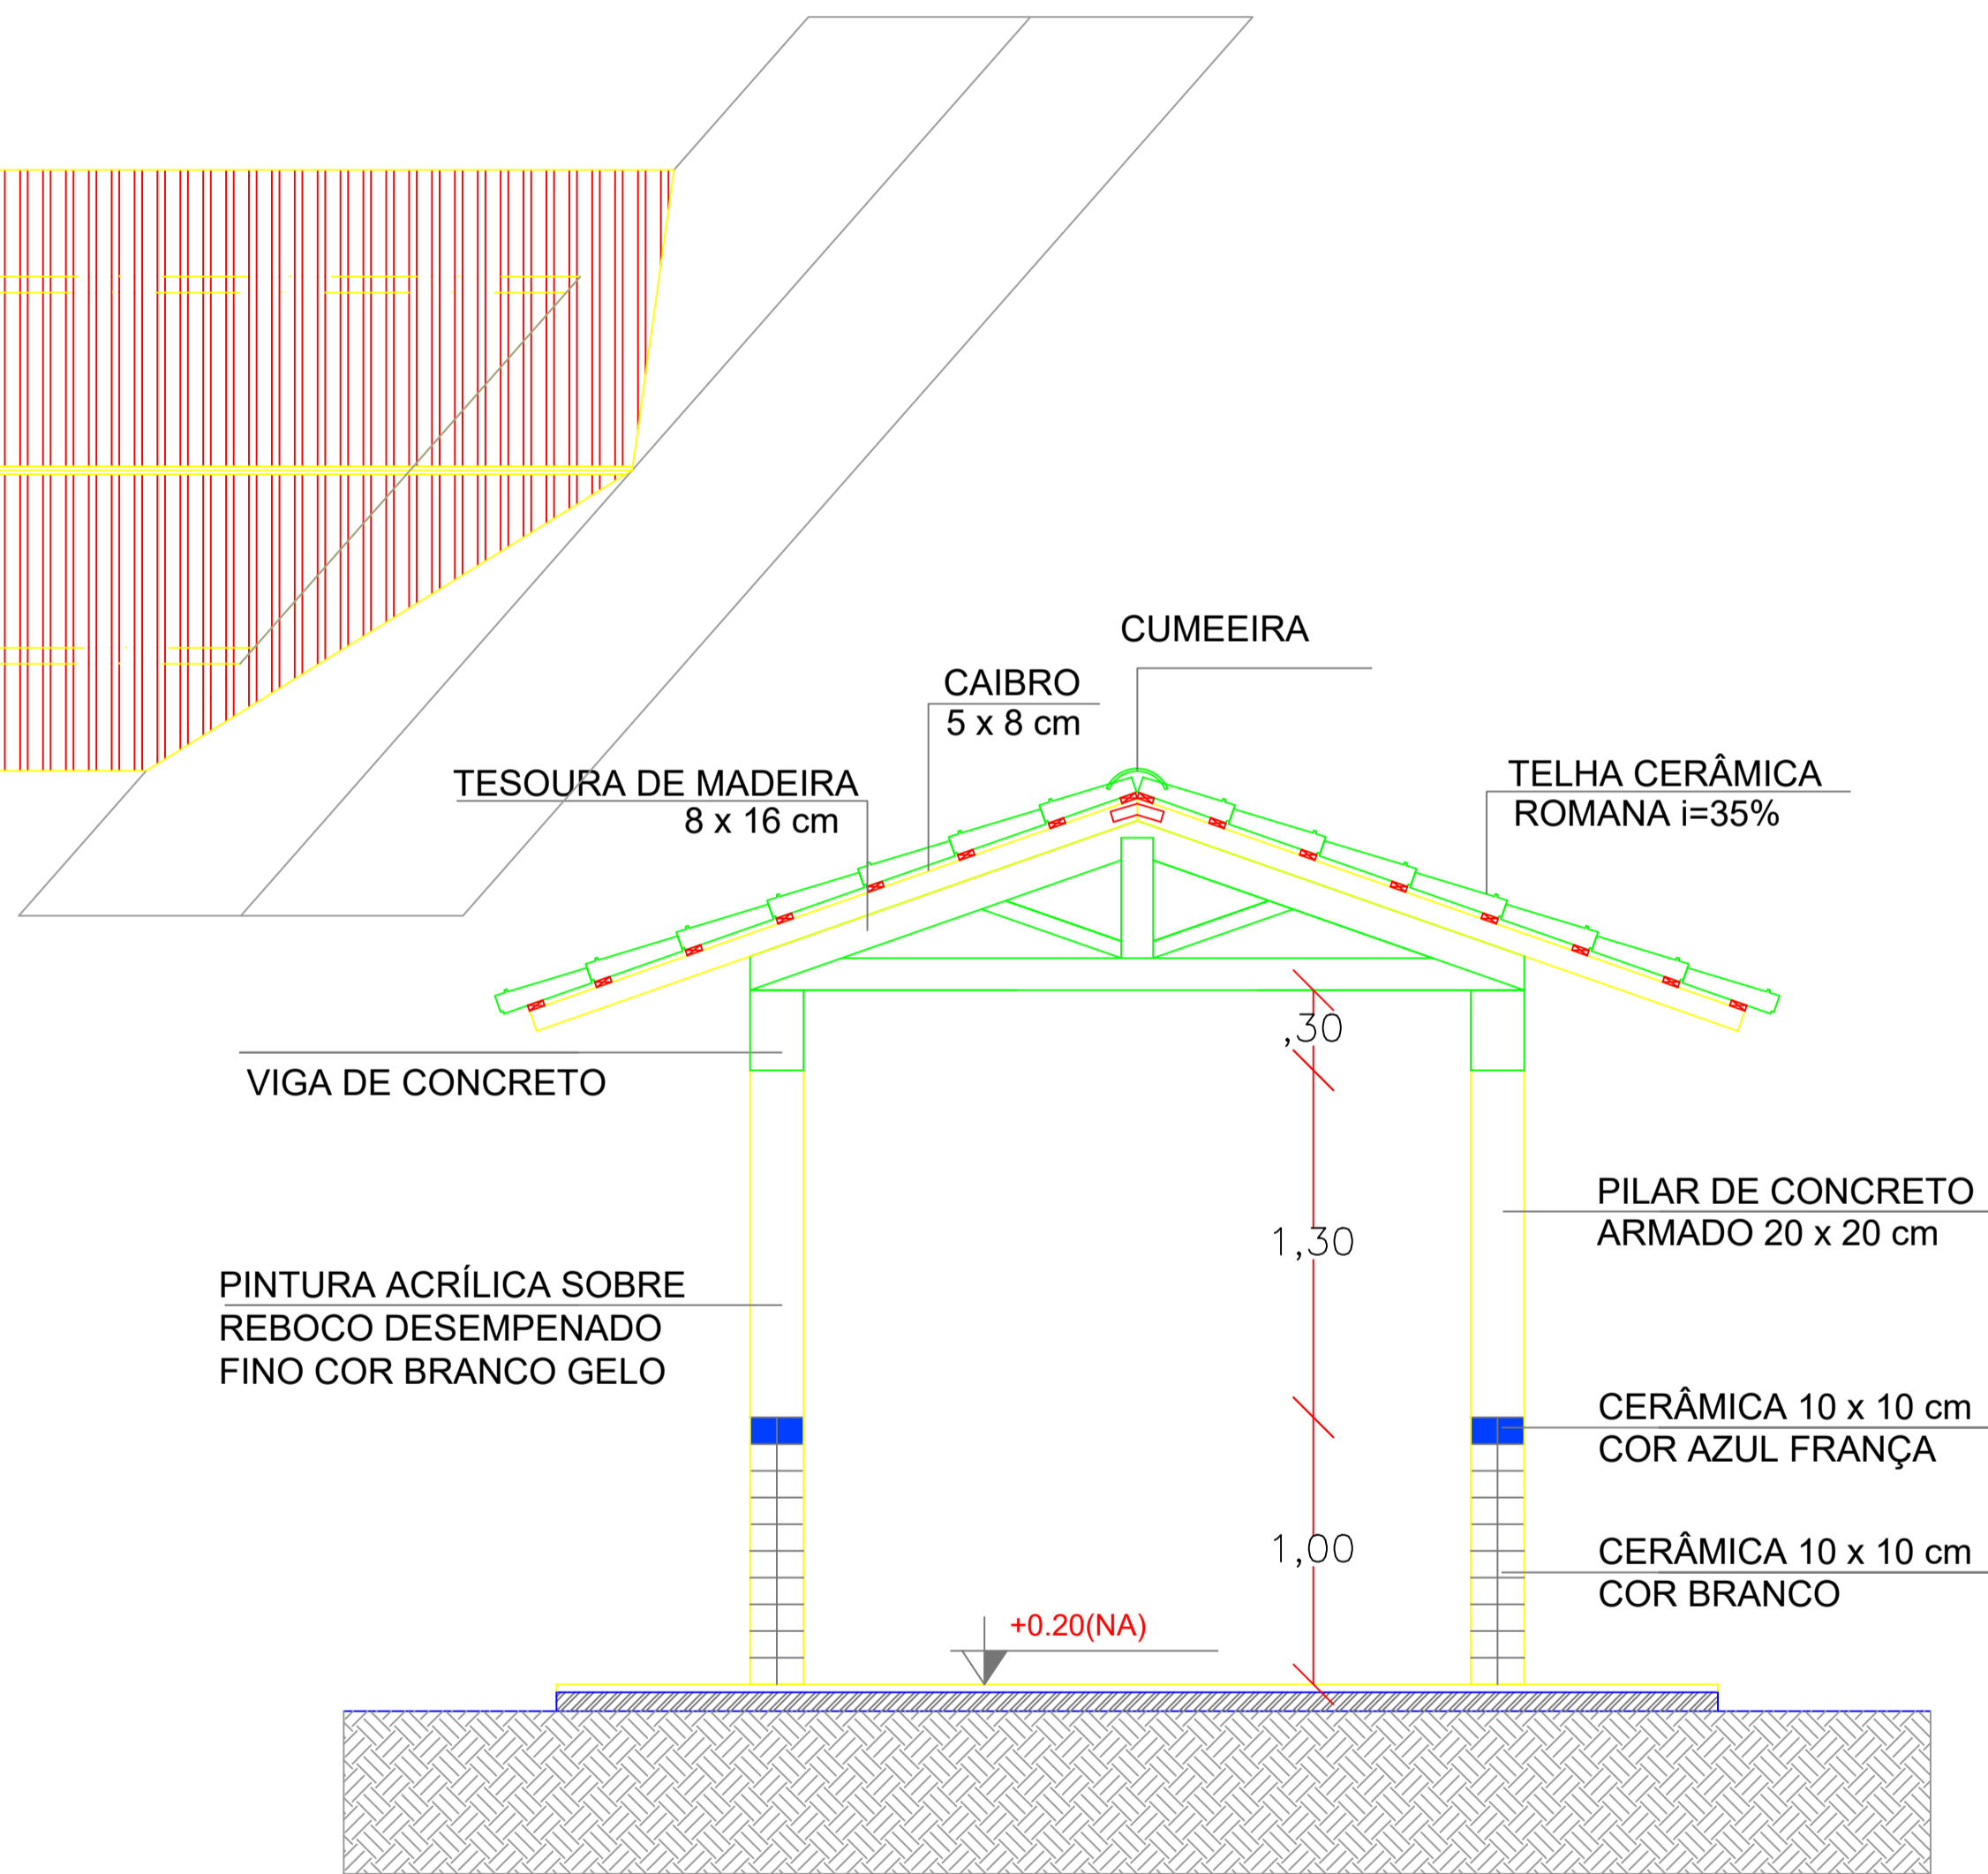 CUMEEIRA
CAIBRO
5 x 8 cm
TESOURA DE MADEIRA
8 x 16 cm
TELHA CERÂMICA
ROMANA i=35%
,30
VIGA DE CONCRETO
PILAR DE CONCRETO
ARMADO 20 x 20 cm
1,30
PINTURA ACRÍLICA SOBRE
REBOCO DESEMPENADO
FINO COR BRANCO GELO
CERÂMICA 10 x 10 cm
COR AZUL FRANÇA
1,00
CERÂMICA 10 x 10 cm
COR BRANCO
+0.20(NA)